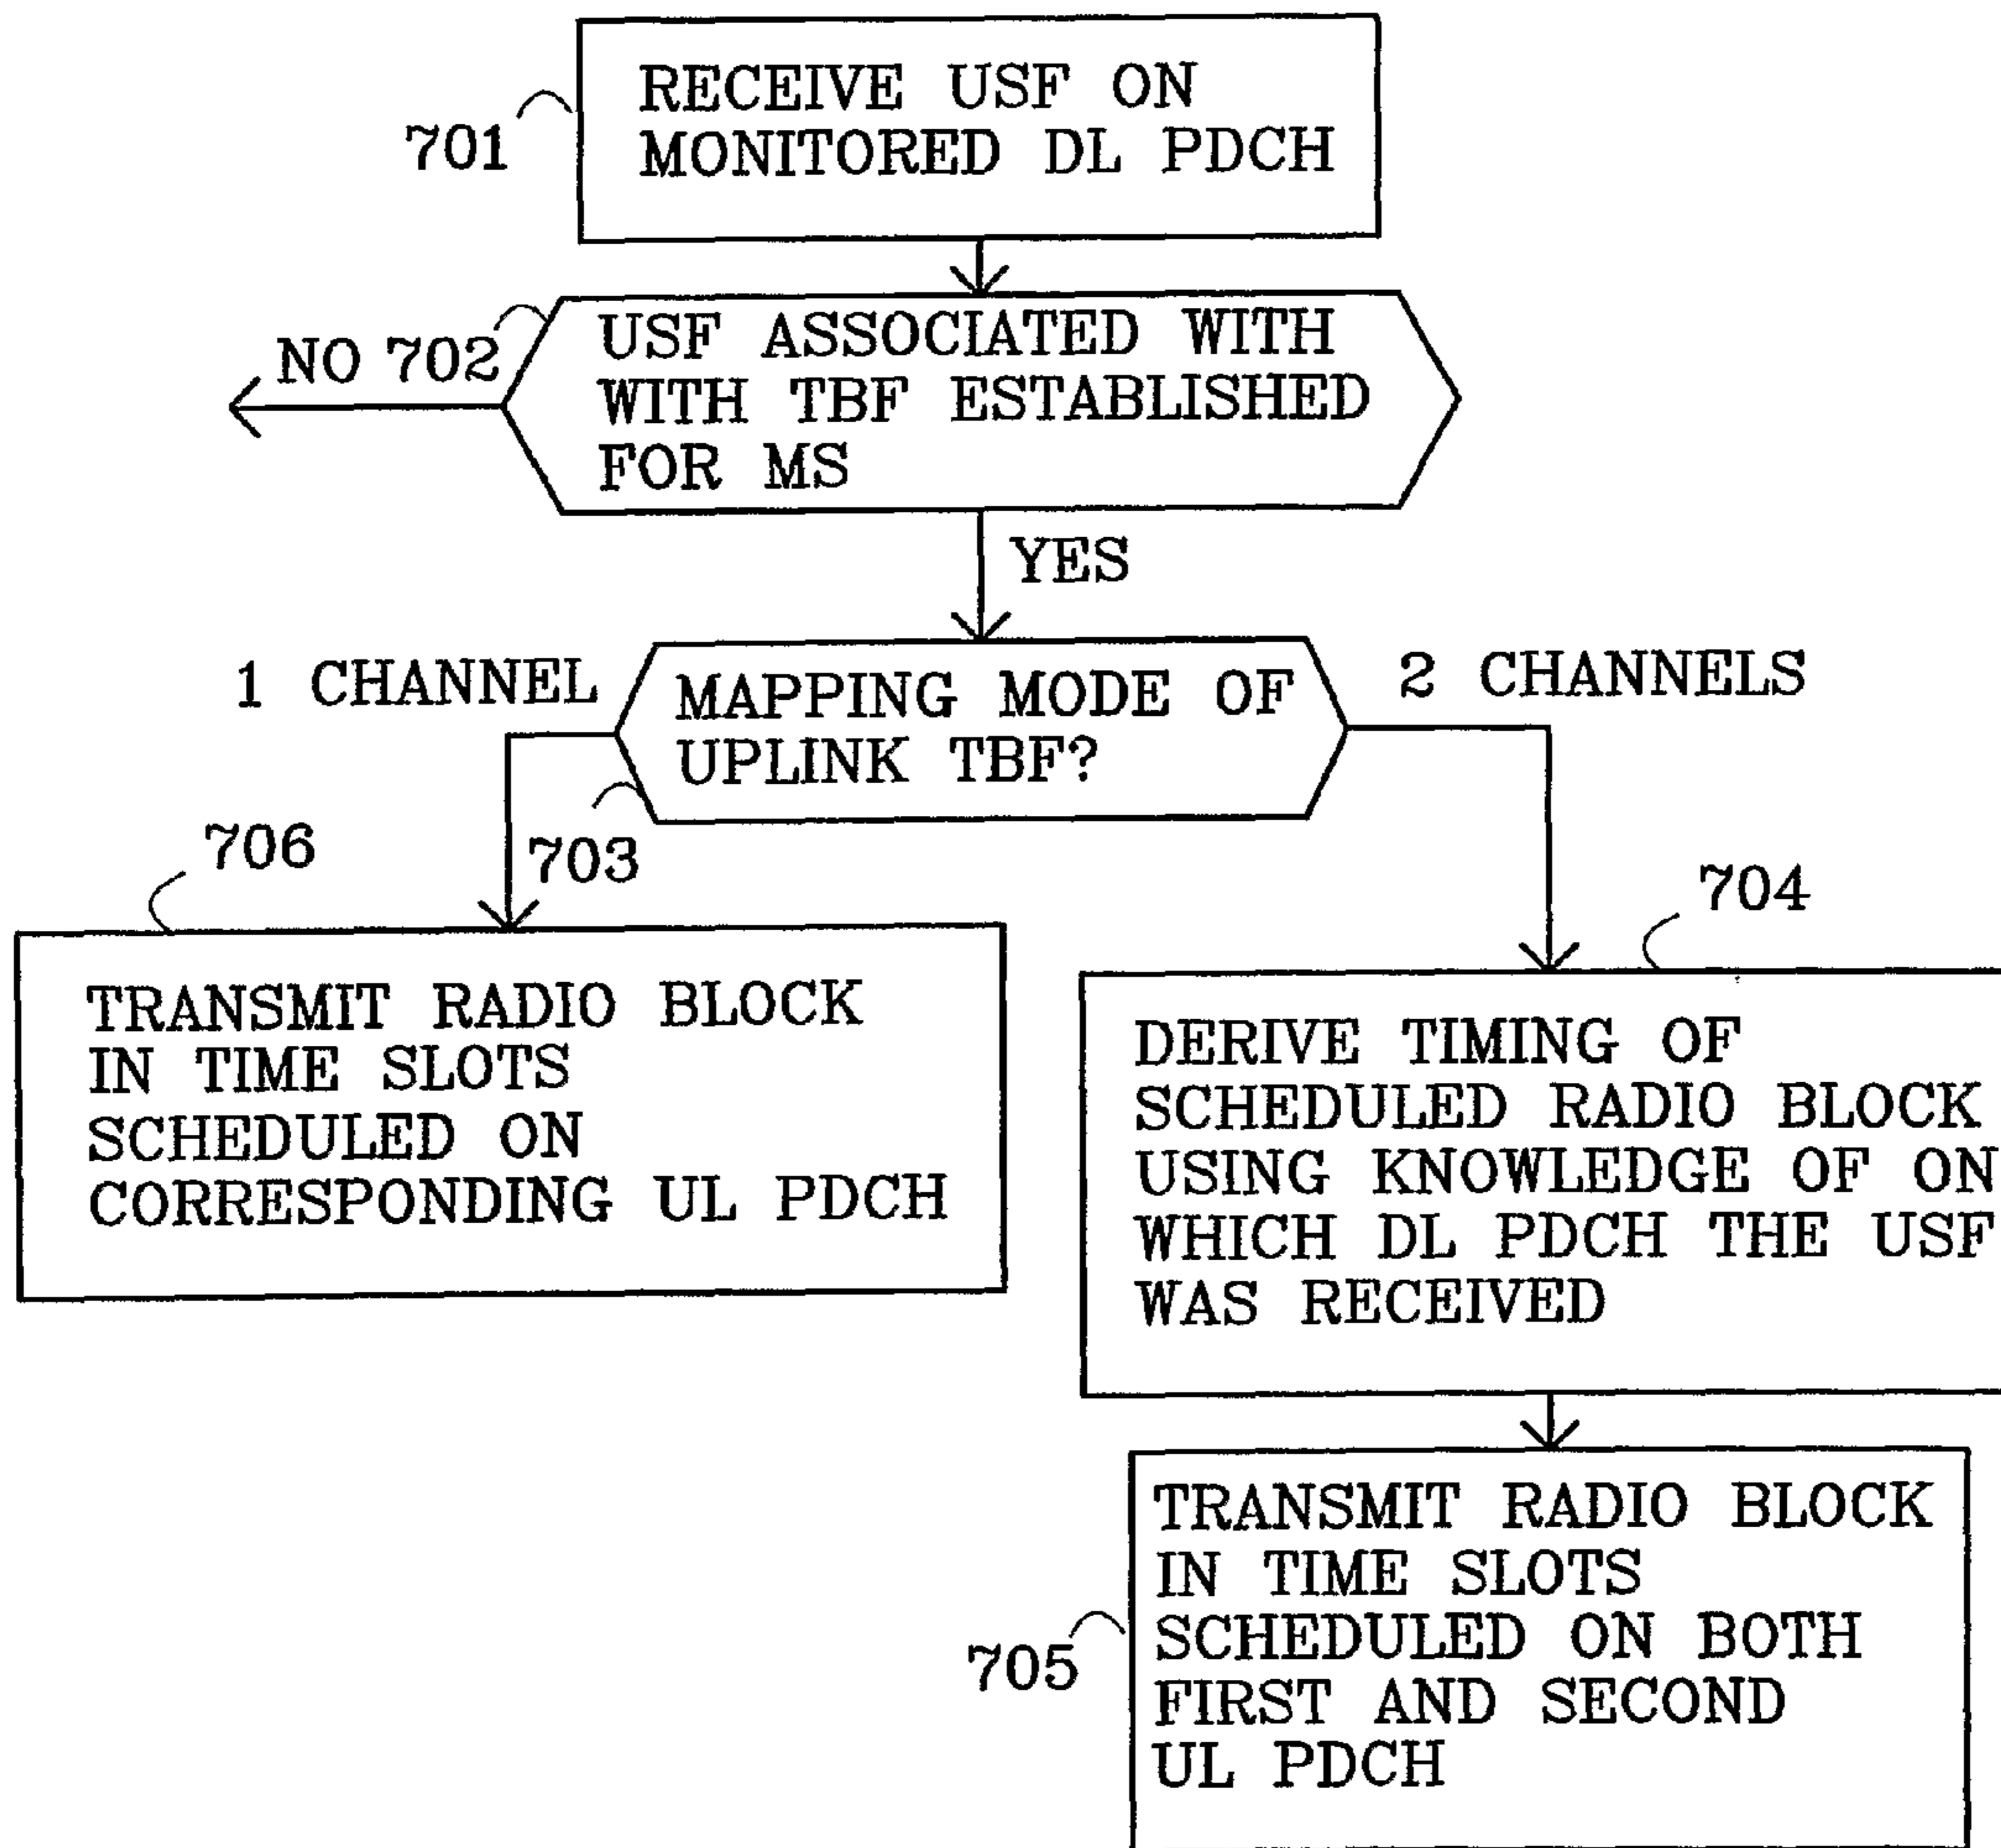 RECEIVE USF ON
MONITORED DL PDCH
701
USF ASSOCIATED WITH
WITH TBF ESTABLISHED
FOR MS
NO 702
YES
1 CHANNEL
MAPPING MODE OF
UPLINK TBF?
2 CHANNELS
703
706
704
TRANSMIT RADIO BLOCK
IN TIME SLOTS
SCHEDULED ON
CORRESPONDING UL PDCH
DERIVE TIMING OF
SCHEDULED RADIO BLOCK
USING KNOWLEDGE OF ON
WHICH DL PDCH THE USF
WAS RECEIVED
TRANSMIT RADIO BLOCK
IN TIME SLOTS
SCHEDULED ON BOTH
FIRST AND SECOND
UL PDCH
705